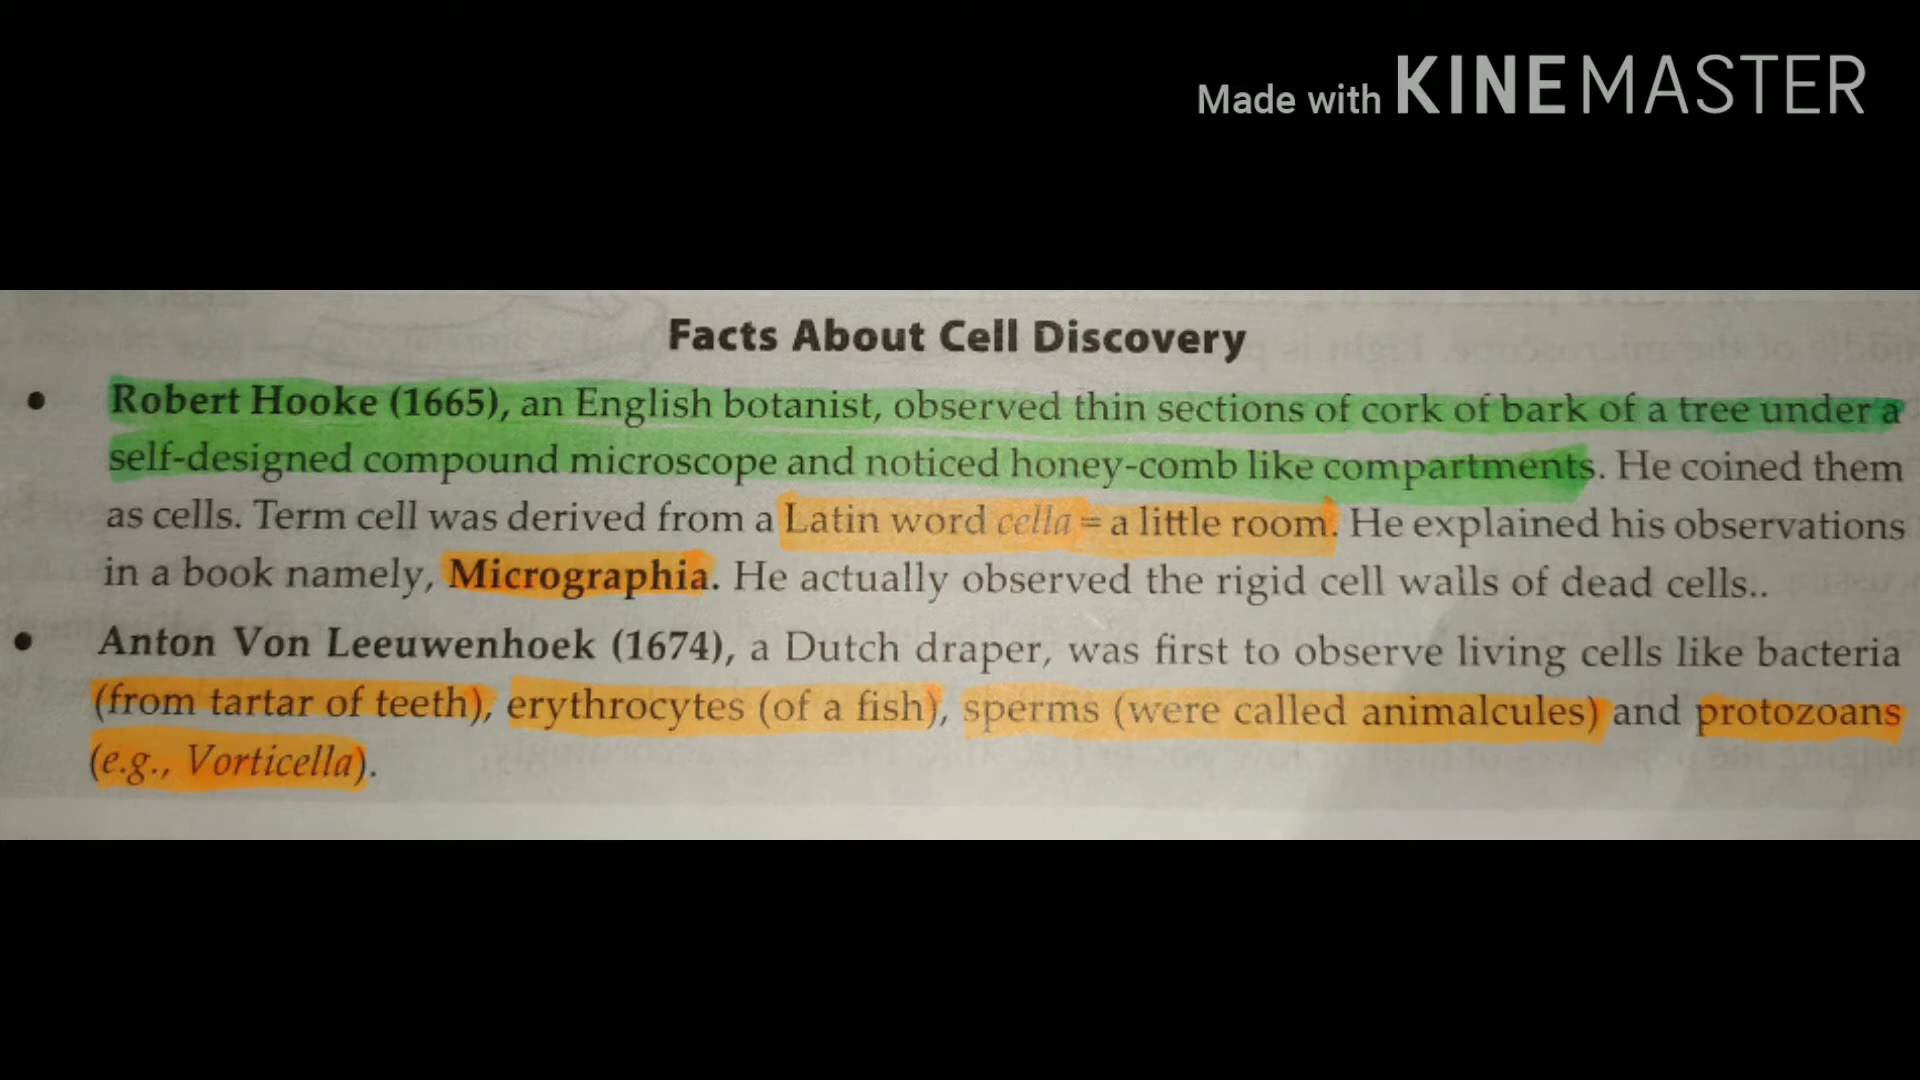 Made with KINEMASTER
Facts About Cell Discovery
• Robert Hooke (1665), an English botanist, observed thin sections of cork of bark of a tree under a
self-designed compound microscope and noticed honey-comb like compartments. He coined them
as cells. Term cell was derived from a Latin word cella = a little room. He explained his observations
in a book namely, Micrographia. He actually observed the rigid cell walls of dead cells..
• Anton Von Leeuwenhoek (1674), a Dutch draper, was first to observe living cells like bacteria
(from tartar of teeth), erythrocytes (of a fish), sperms (were called animalcules) and protozoans
(e.g., Vorticella).